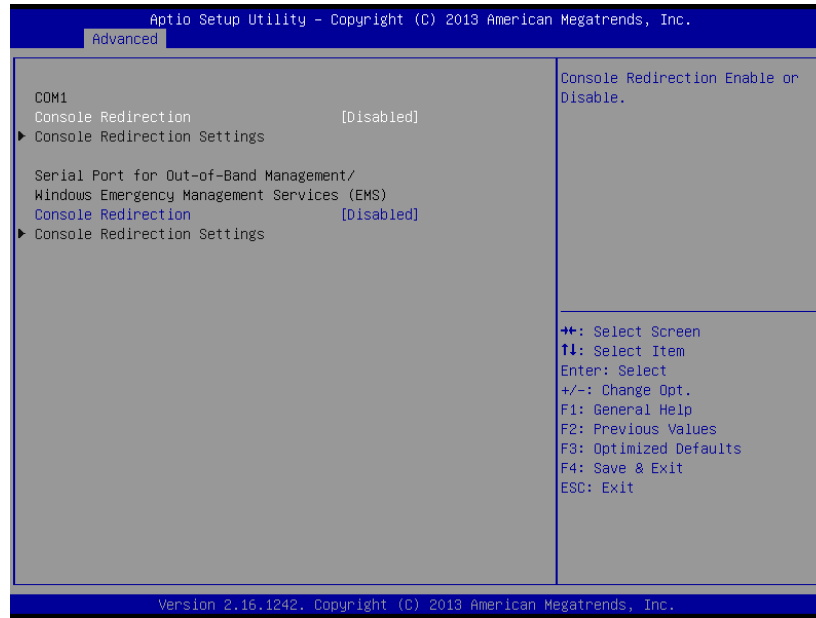 Aptio Setup Utility – Copyright (C) 2013 American Megatrends, Inc.
Advanced
COM1
Console Redirection [Disabled]
Console Redirection Settings
Serial Port for Out-of-Band Management/
Windows Emergency Management Services (EMS)
Console Redirection [Disabled]
Console Redirection Settings
Console Redirection Enable or
Disable.
→←: Select Screen
↑↓: Select Item
Enter: Select
+/-: Change Opt.
F1: General Help
F2: Previous Values
F3: Optimized Defaults
F4: Save & Exit
ESC: Exit
Version 2.16.1242. Copyright (C) 2013 American Megatrends, Inc.